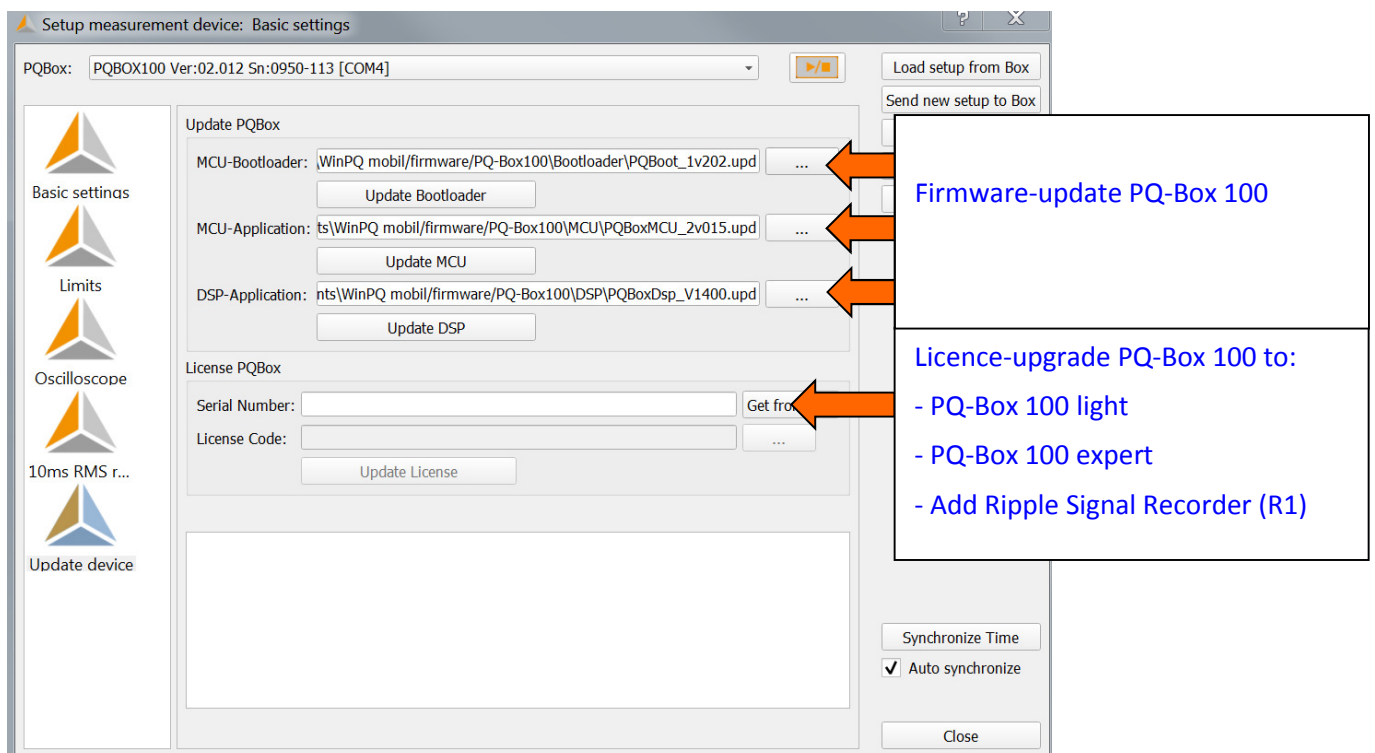 Setup measurement device: Basic settings
?
PQBox: PQBOX100 Ver:02.012 Sn:0950-113 [COM4]
Load setup from Box
Send new setup to Box
Basic settings
Limits
Oscilloscope
10ms RMS r...
Update device
Update PQBox
MCU-Bootloader: \WinPQ mobil/firmware/PQ-Box100\Bootloader\PQBoot_1v202.upd ...
Update Bootloader
MCU-Application: ts\WinPQ mobil/firmware/PQ-Box100\MCU\PQBoxMCU_2v015.upd ...
Update MCU
DSP-Application: nts\WinPQ mobil/firmware/PQ-Box100\DSP\PQBoxDsp_V1400.upd ...
Update DSP
License PQBox
Serial Number: Get fro
License Code: ...
Update License
Firmware-update PQ-Box 100
Licence-upgrade PQ-Box 100 to:
- PQ-Box 100 light
- PQ-Box 100 expert
- Add Ripple Signal Recorder (R1)
Synchronize Time
Auto synchronize
Close